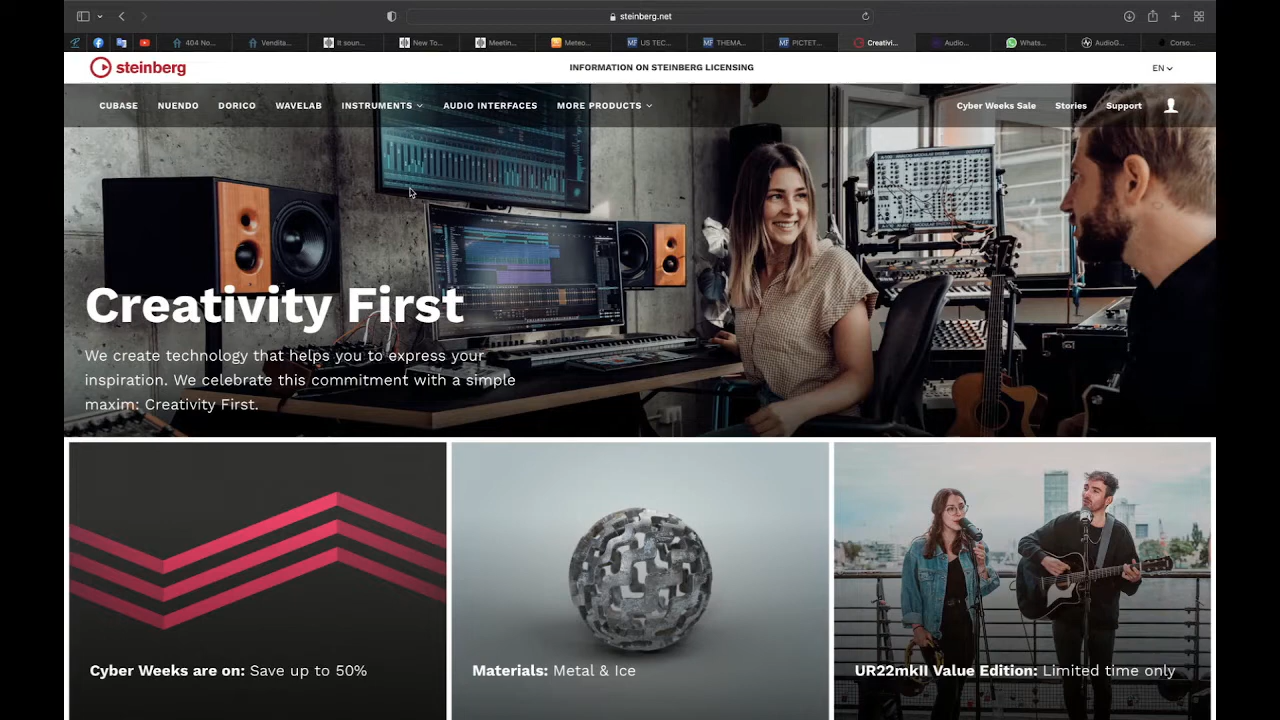 steinberg.net
404 No...
Vendita...
It soun...
New To...
Meetin...
Meteo...
US TEC...
THEMA...
PICTET...
Creativi...
Audio...
Whats...
AudioG...
Corso...
steinberg
INFORMATION ON STEINBERG LICENSING
EN
CUBASE NUENDO DORICO WAVELAB INSTRUMENTS AUDIO INTERFACES MORE PRODUCTS
Cyber Weeks Sale Stories Support
Creativity First
We create technology that helps you to express your
inspiration. We celebrate this commitment with a simple
maxim: Creativity First.
Cyber Weeks are on: Save up to 50%
Materials: Metal & Ice
UR22mkII Value Edition: Limited time only